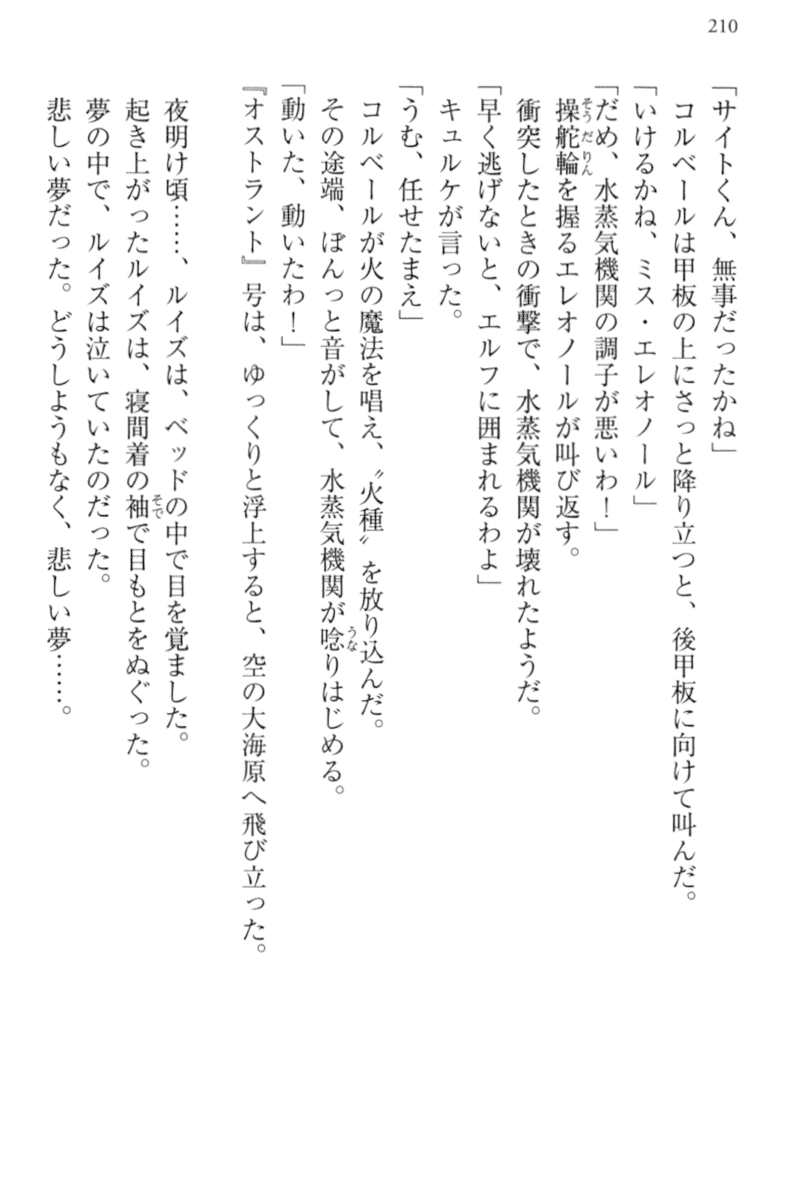 210
「サイトくん、無事だったかね」
コルベールは甲板の上にさっと降り立つと、後甲板に向けて叫んだ。
「いけるかね、ミス・エレオノール」
「だめ、水蒸気機関の調子が悪いわ！」
操舵輪を握るエレオノールが叫び返す。
衝突したときの衝撃で、水蒸気機関が壊れたようだ。
「早く逃げないと、エルフに囲まれるわよ」
キュルケが言った。
「うむ、任せたまえ」
コルベールが火の魔法を唱え、〝火種〟を放り込んだ。
その途端、ぼんっと音がして、水蒸気機関が唸りはじめる。
「動いた、動いたわ！」
『オストラント』号は、ゆっくりと浮上すると、空の大海原へ飛び立った。
夜明け頃……、ルイズは、ベッドの中で目を覚ました。
起き上がったルイズは、寝間着の袖で目もとをぬぐった。
夢の中で、ルイズは泣いていたのだった。
悲しい夢だった。どうしようもなく、悲しい夢……。